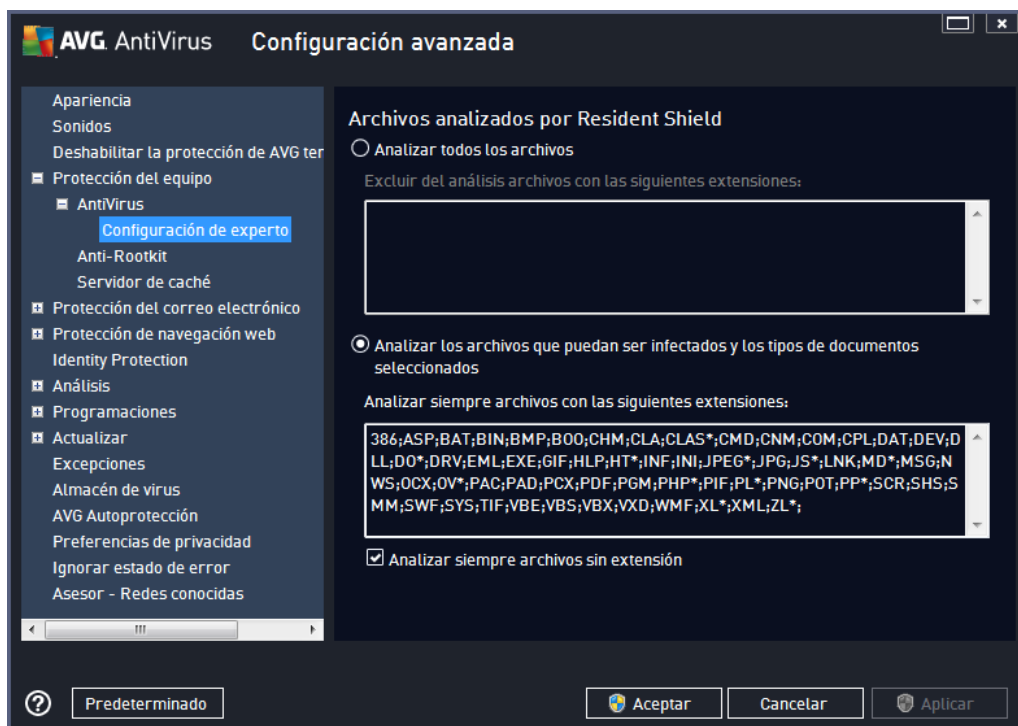 AVG. AntiVirus Configuración avanzada
Apariencia
Sonidos
Deshabilitar la protección de AVG ter
Protección del equipo
AntiVirus
Configuración de experto
Anti-Rootkit
Servidor de caché
Protección del correo electrónico
Protección de navegación web
Identity Protection
Análisis
Programaciones
Actualizar
Excepciones
Almacén de virus
AVG Autoprotección
Preferencias de privacidad
Ignorar estado de error
Asesor - Redes conocidas
Archivos analizados por Resident Shield
Analizar todos los archivos
Excluir del análisis archivos con las siguientes extensiones:
Analizar los archivos que puedan ser infectados y los tipos de documentos
seleccionados
Analizar siempre archivos con las siguientes extensiones:
386;ASP;BAT;BIN;BMP;BOO;CHM;CLA;CLAS*;CMD;CNM;COM;CPL;DAT;DEV;D
LL;DO*;DRV;EML;EXE;GIF;HLP;HT*;INF;INI;JPEG*;JPG;JS*;LNK;MD*;MSG;N
WS;OCX;OV*;PAC;PAD;PCX;PDF;PGM;PHP*;PIF;PL*;PNG;POT;PP*;SCR;SHS;S
MM;SWF;SYS;TIF;VBE;VBS;VBX;VXD;WMF;XL*;XML;ZL*;
Analizar siempre archivos sin extensión
Predeterminado
Aceptar
Cancelar
Aplicar